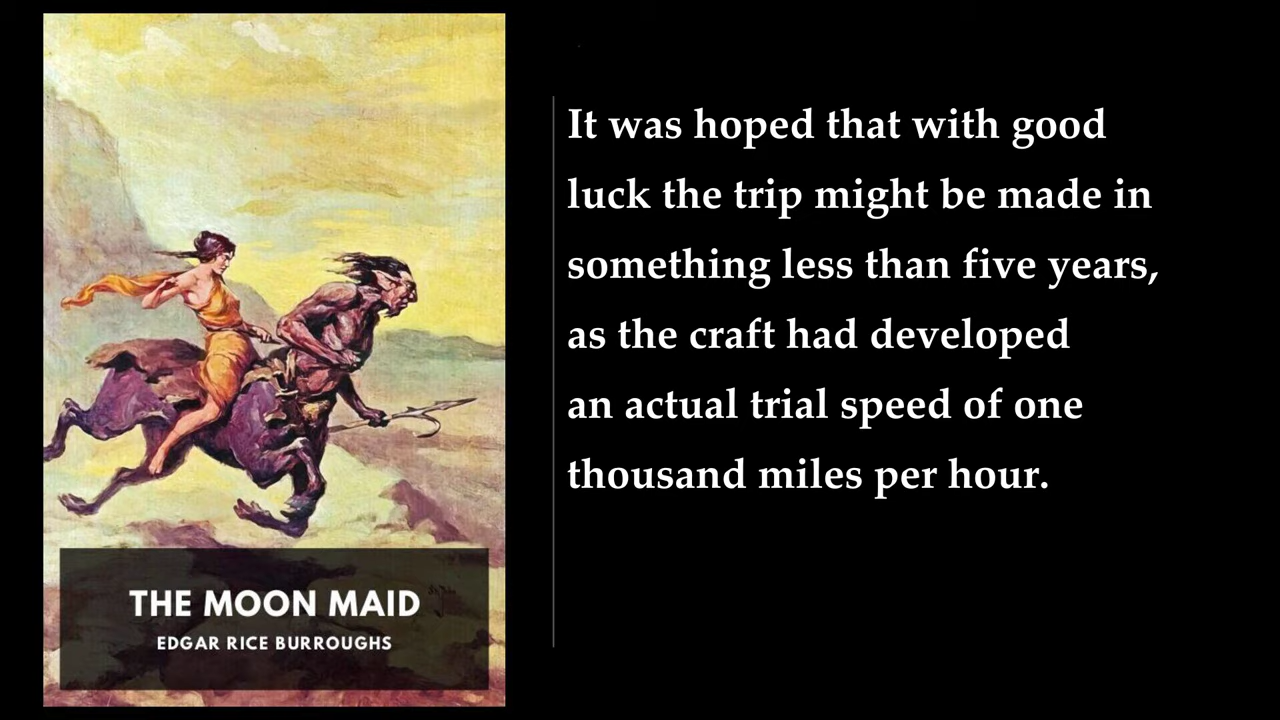 It was hoped that with good
luck the trip might be made in
something less than five years,
as the craft had developed
an actual trial speed of one
thousand miles per hour.
THE MOON MAID
EDGAR RICE BURROUGHS